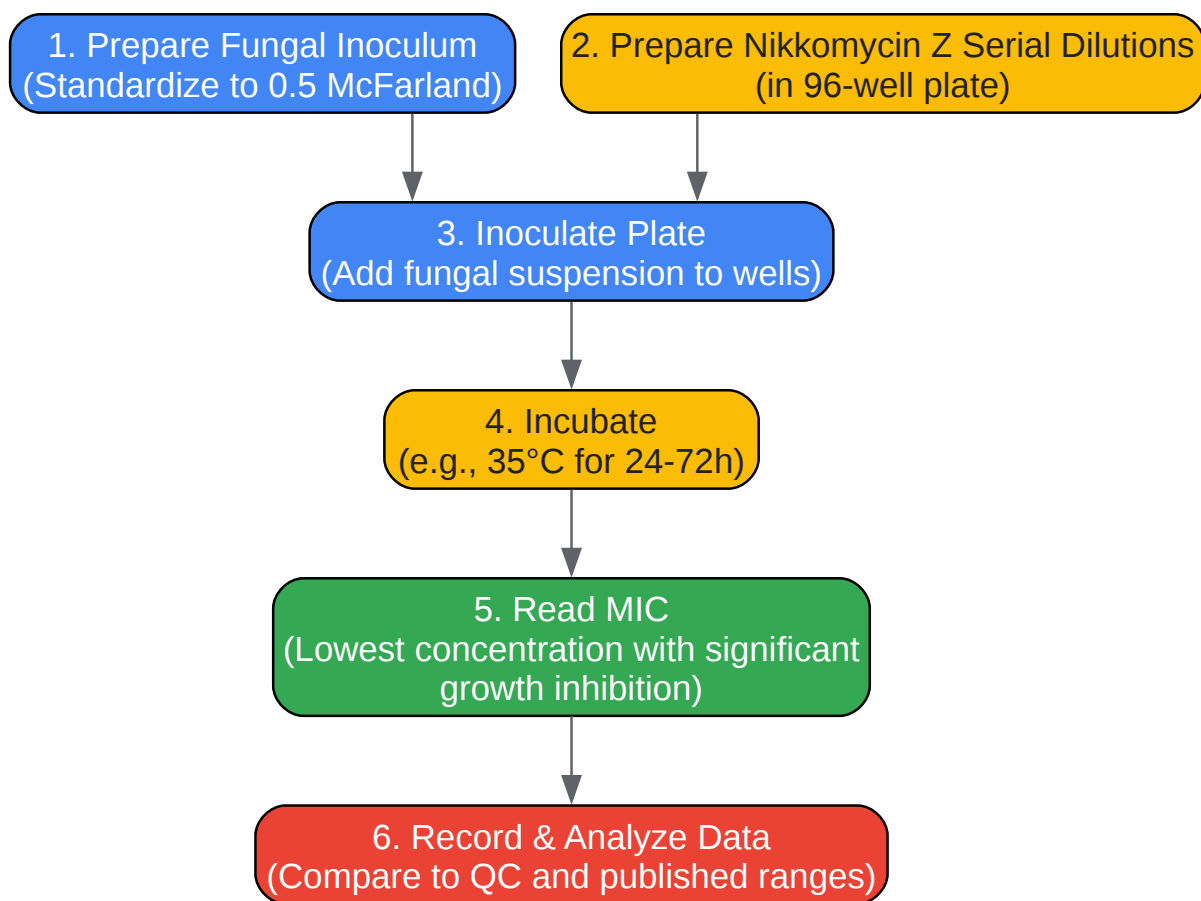 1. Prepare Fungal Inoculum
(Standardize to 0.5 McFarland)
2. Prepare Nikkomycin Z Serial Dilutions
(in 96-well plate)
3. Inoculate Plate
(Add fungal suspension to wells)
4. Incubate
(e.g., 35°C for 24-72h)
5. Read MIC
(Lowest concentration with significant
growth inhibition)
6. Record & Analyze Data
(Compare to QC and published ranges)